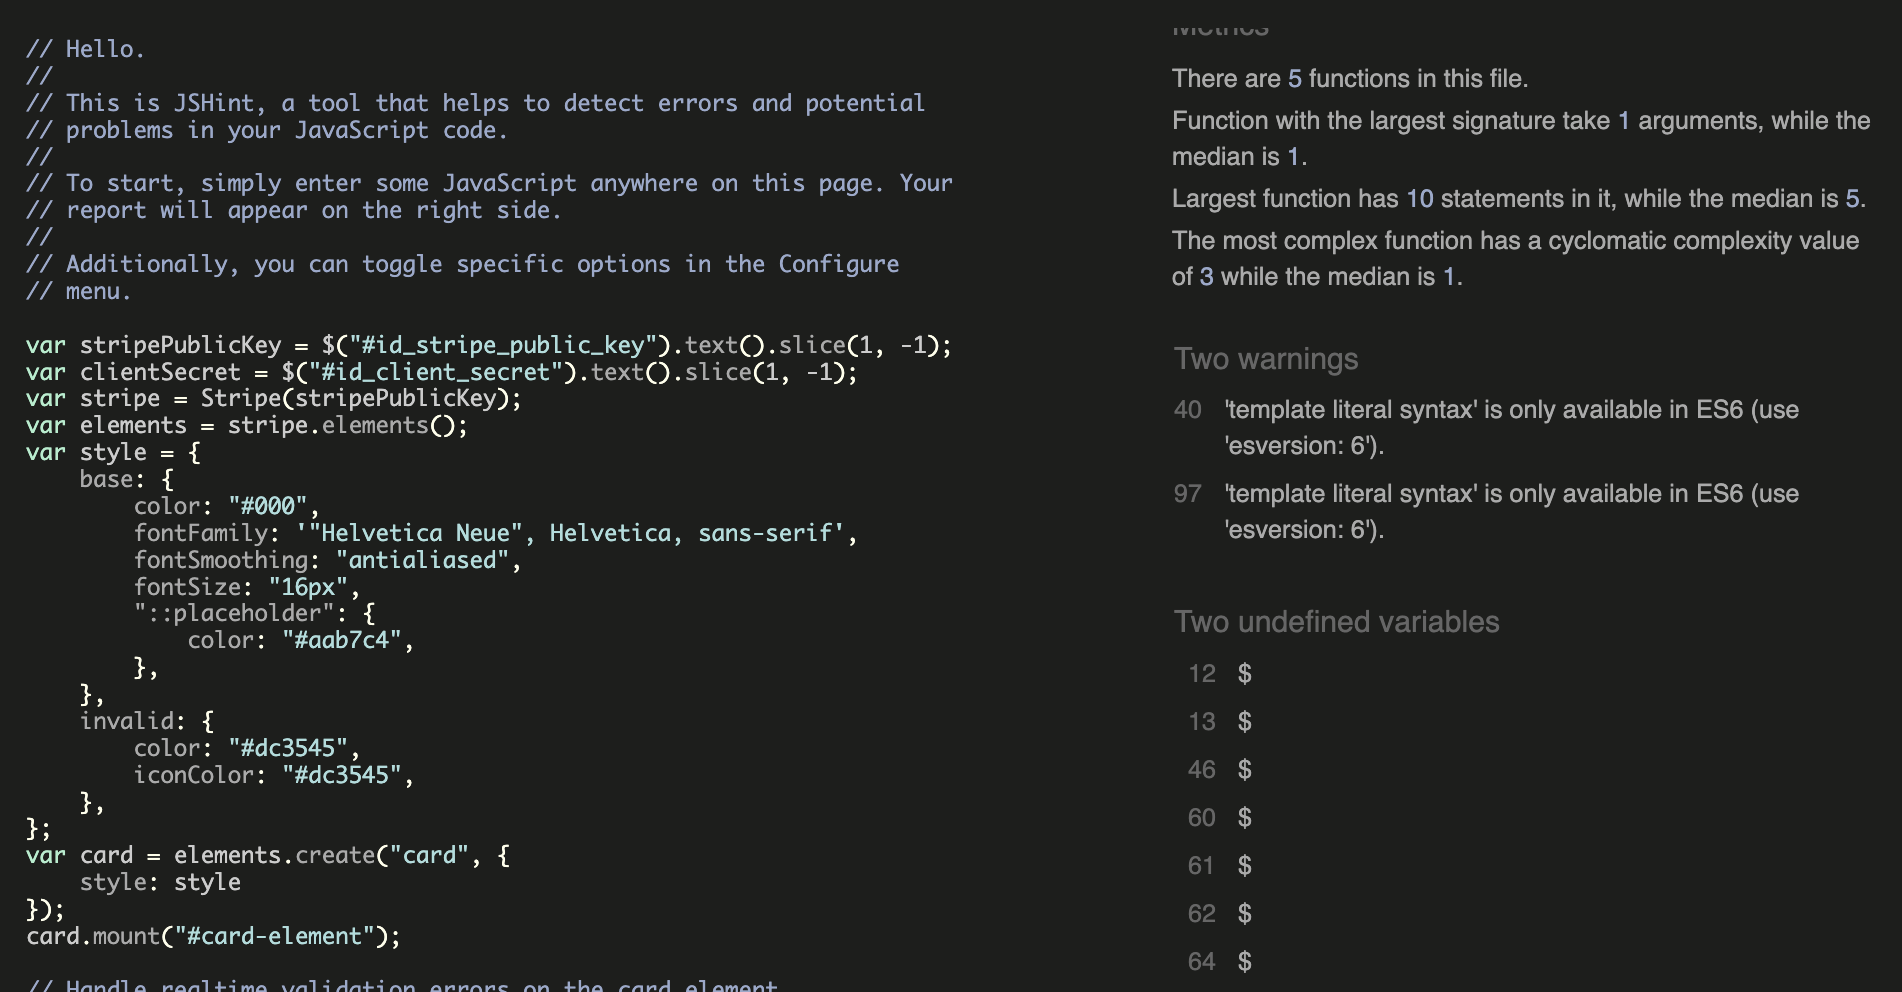 // Hello.
//
// This is JSHint, a tool that helps to detect errors and potential
// problems in your JavaScript code.
//
// To start, simply enter some JavaScript anywhere on this page. Your
// report will appear on the right side.
//
// Additionally, you can toggle specific options in the Configure
// menu.

var stripePublicKey = $("#id_stripe_public_key").text().slice(1, -1);
var clientSecret = $("#id_client_secret").text().slice(1, -1);
var stripe = Stripe(stripePublicKey);
var elements = stripe.elements();
var style = {
    base: {
        color: "#000",
        fontFamily: '"Helvetica Neue", Helvetica, sans-serif',
        fontSmoothing: "antialiased",
        fontSize: "16px",
        "::placeholder": {
            color: "#aab7c4",
        },
    },
    invalid: {
        color: "#dc3545",
        iconColor: "#dc3545",
    },
};
var card = elements.create("card", {
    style: style
});
card.mount("#card-element");

// Handle realtime validation errors on the card element
Metrics
There are 5 functions in this file.
Function with the largest signature take 1 arguments, while the
median is 1.
Largest function has 10 statements in it, while the median is 5.
The most complex function has a cyclomatic complexity value
of 3 while the median is 1.
Two warnings
40 'template literal syntax' is only available in ES6 (use
'esversion: 6').
97 'template literal syntax' is only available in ES6 (use
'esversion: 6').
Two undefined variables
12 $
13 $
46 $
60 $
61 $
62 $
64 $